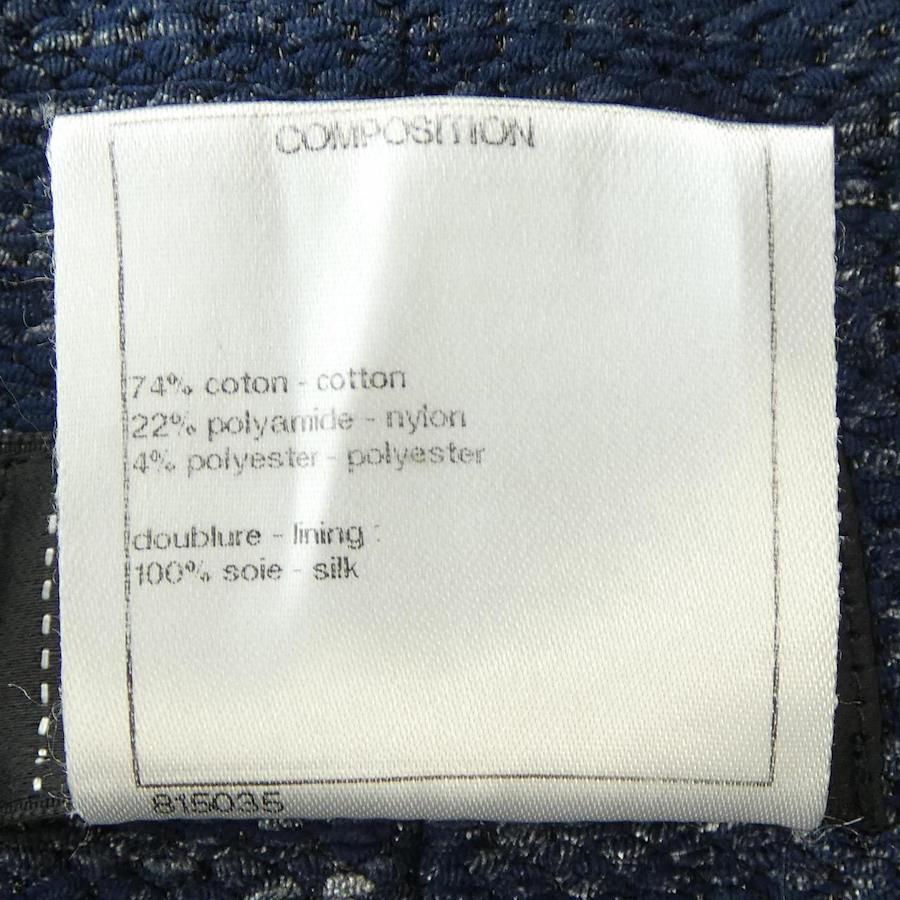 COMPOSITION
74% coton - cotton
22% polyamide - nylon
4% polyester - polyester
doublure - lining :
100% soie - silk
815035